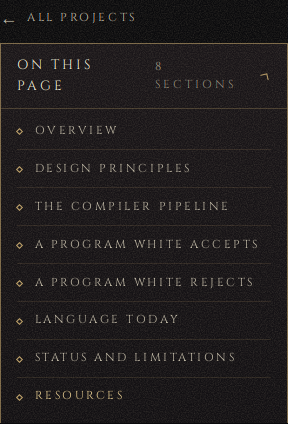 ← ALL PROJECTS
ON THIS
PAGE
8
SECTIONS
OVERVIEW
DESIGN PRINCIPLES
THE COMPILER PIPELINE
A PROGRAM WHITE ACCEPTS
A PROGRAM WHITE REJECTS
LANGUAGE TODAY
STATUS AND LIMITATIONS
RESOURCES